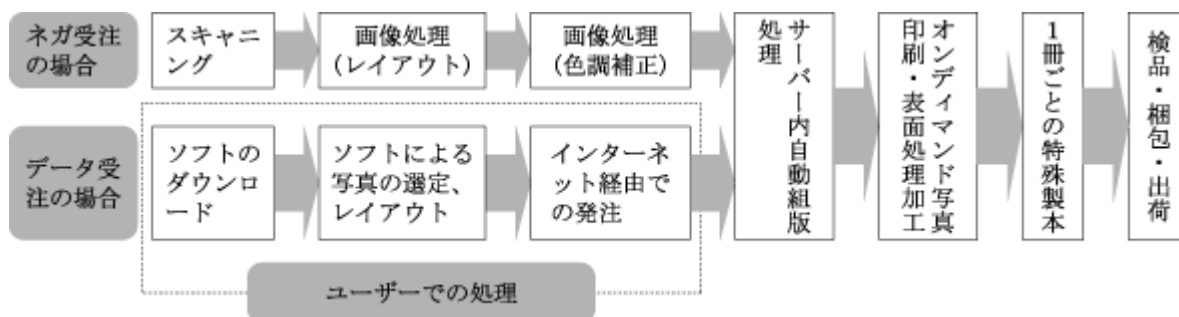 ネガ受注
の場合
スキャニ
ング
画像処理
(レイアウト)
画像処理
(色調補正)
データ受
注の場合
ソフトの
ダウンロ
ード
ソフトによる
写真の選定、
レイアウト
インターネ
ット経由で
の発注
ユーザーでの処理
サーバー内自動組版
処理
オンディマンド写真
印刷・表面処理加工
1冊ごとの特殊製本
検品・梱包・出荷